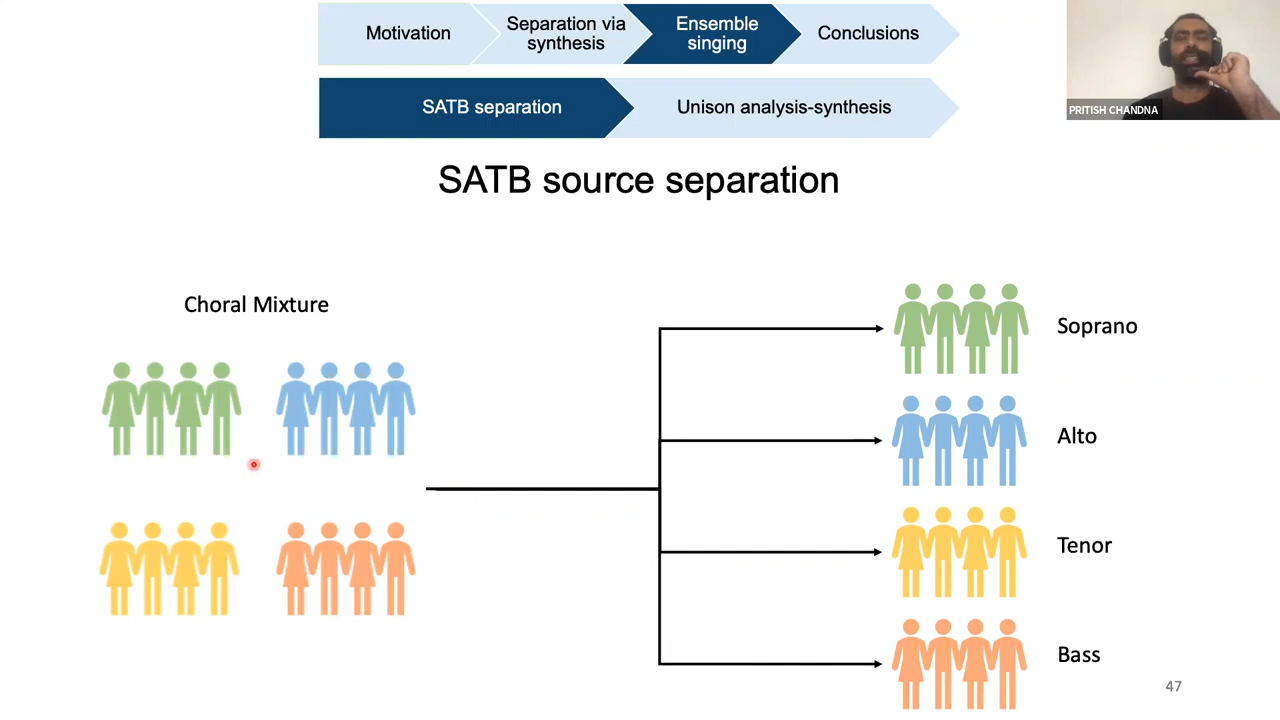 Motivation
Separation via
synthesis
Ensemble
singing
Conclusions
PRITISH CHANDNA
SATB separation
Unison analysis-synthesis
SATB source separation
Choral Mixture
Soprano
Alto
Tenor
Bass
47